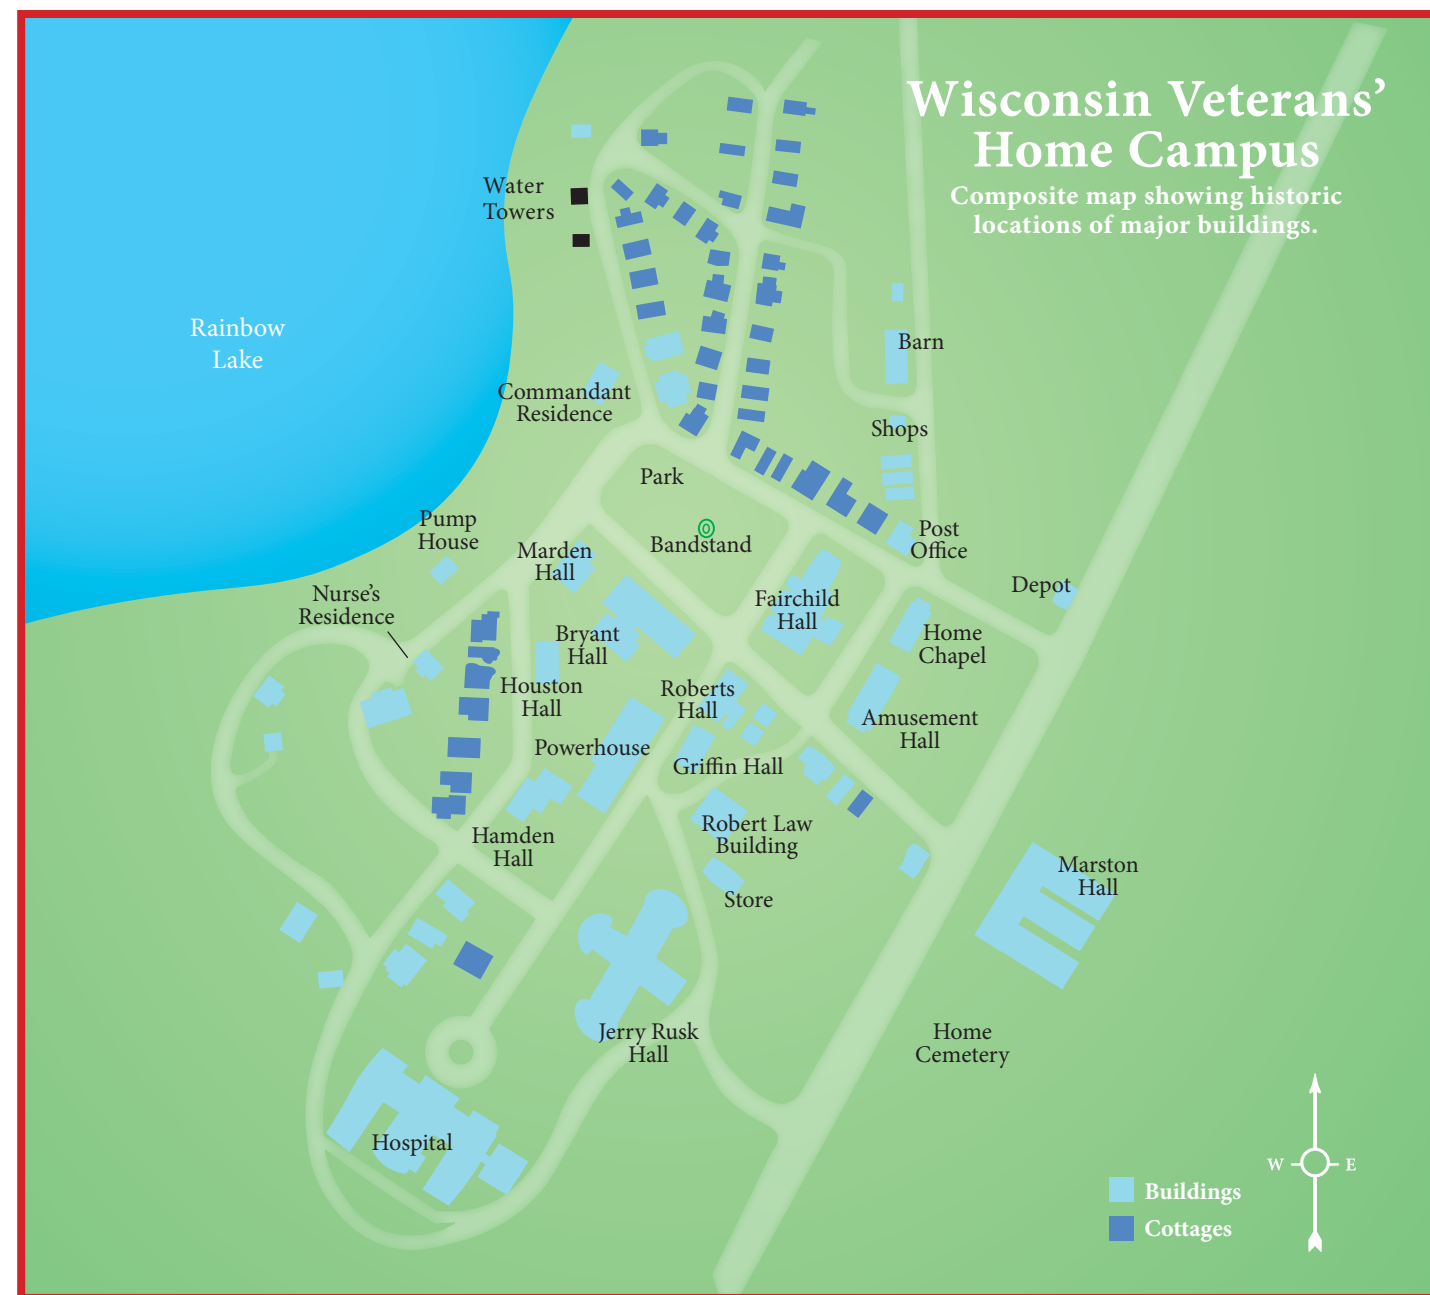 Wisconsin Veterans’
Home Campus
Composite map showing historic
locations of major buildings.
Water
Towers
Rainbow
Lake
Barn
Commandant
Residence
Shops
Park
Pump
House
Post
Office
Bandstand
Marden
Hall
Depot
Nurse’s
Residence
Fairchild
Hall
Bryant
Hall
Home
Chapel
Houston
Hall
Roberts
Hall
Amusement
Hall
Powerhouse
Griffin Hall
Hamden
Hall
Robert Law
Building
Marston
Hall
Store
Jerry Rusk
Hall
Home
Cemetery
Hospital
W E
Buildings
Cottages